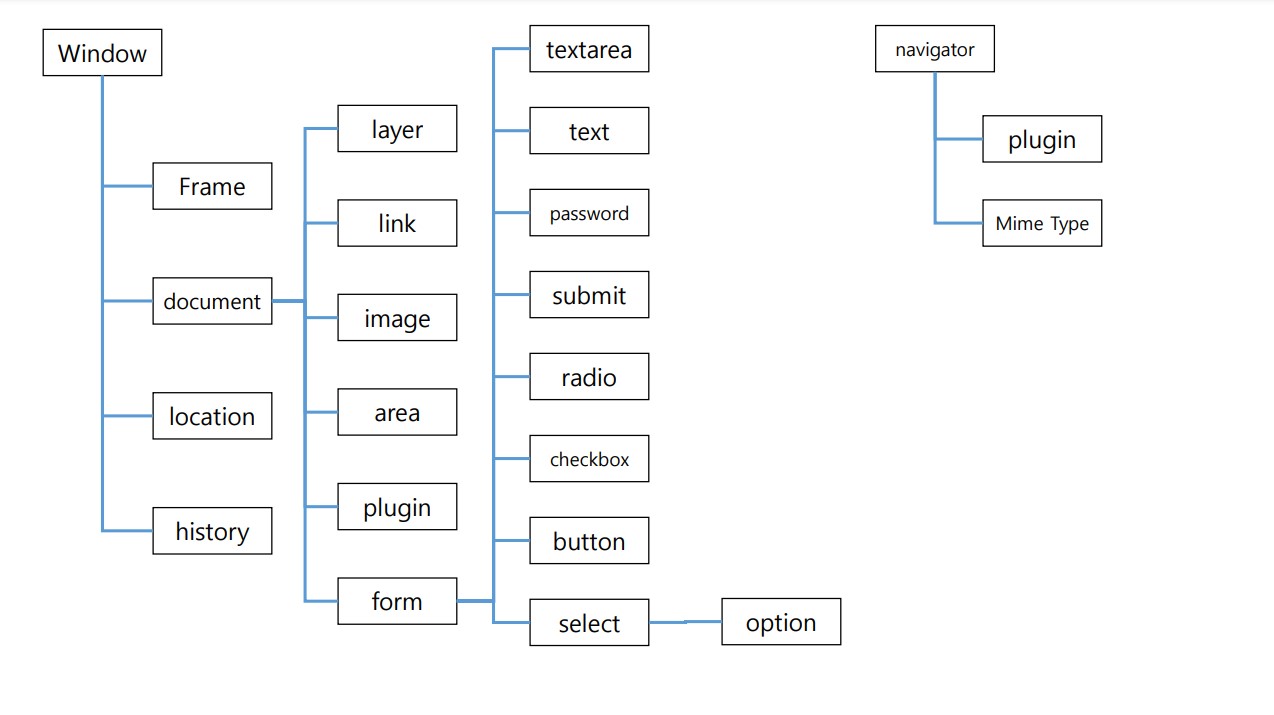 Window
Frame
document
location
history
layer
link
image
area
plugin
form
textarea
text
password
submit
radio
checkbox
button
select
option
navigator
plugin
Mime Type